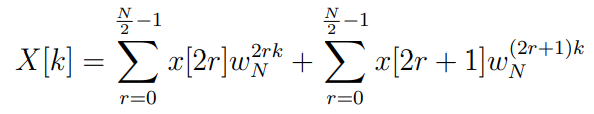 X[k] = \sum_{r=0}^{\frac{N}{2}-1} x[2r]w_N^{2rk} + \sum_{r=0}^{\frac{N}{2}-1} x[2r+1]w_N^{(2r+1)k}